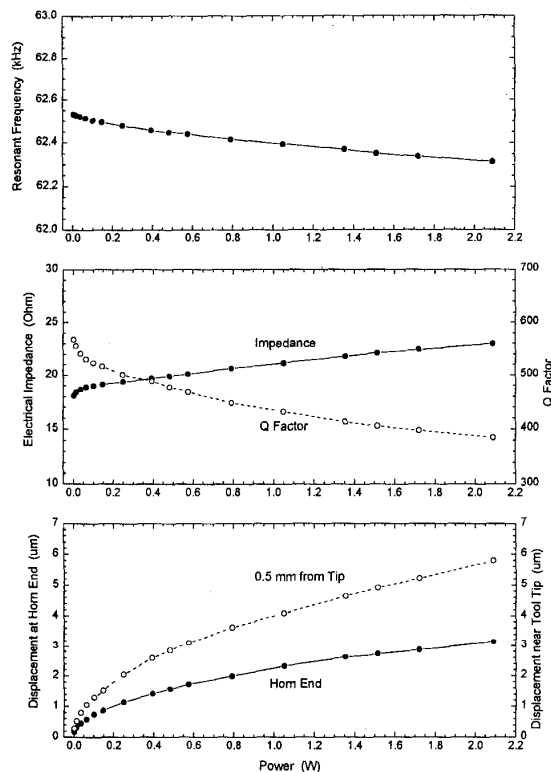 63.0
62.8
62.6
62.4
62.2
62.0
Resonant Frequency (kHz)
0.0 0.2 0.4 0.6 0.8 1.0 1.2 1.4 1.6 1.8 2.0 2.2
30
25
20
15
10
Electrical Impedance (Ohm)
Impedance
Q Factor
700
600
500
400
300
Q Factor
0.0 0.2 0.4 0.6 0.8 1.0 1.2 1.4 1.6 1.8 2.0 2.2
7
6
5
4
3
2
1
0
Displacement at Horn End (um)
0.5 mm from Tip
Horn End
7
6
5
4
3
2
1
0
Displacement near Tool Tip (um)
0.0 0.2 0.4 0.6 0.8 1.0 1.2 1.4 1.6 1.8 2.0 2.2
Power (W)